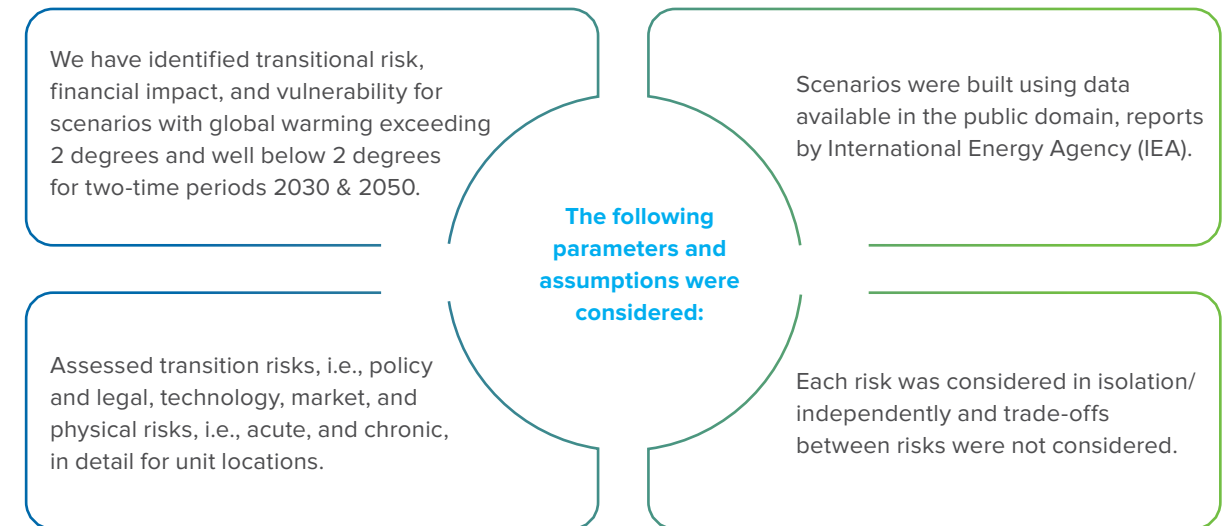 We have identified transitional risk,
financial impact, and vulnerability for
scenarios with global warming exceeding
2 degrees and well below 2 degrees
for two-time periods 2030 & 2050.
Scenarios were built using data
available in the public domain, reports
by International Energy Agency (IEA).
The following
parameters and
assumptions were
considered:
Assessed transition risks, i.e., policy
and legal, technology, market, and
physical risks, i.e., acute, and chronic,
in detail for unit locations.
Each risk was considered in isolation/
independently and trade-offs
between risks were not considered.